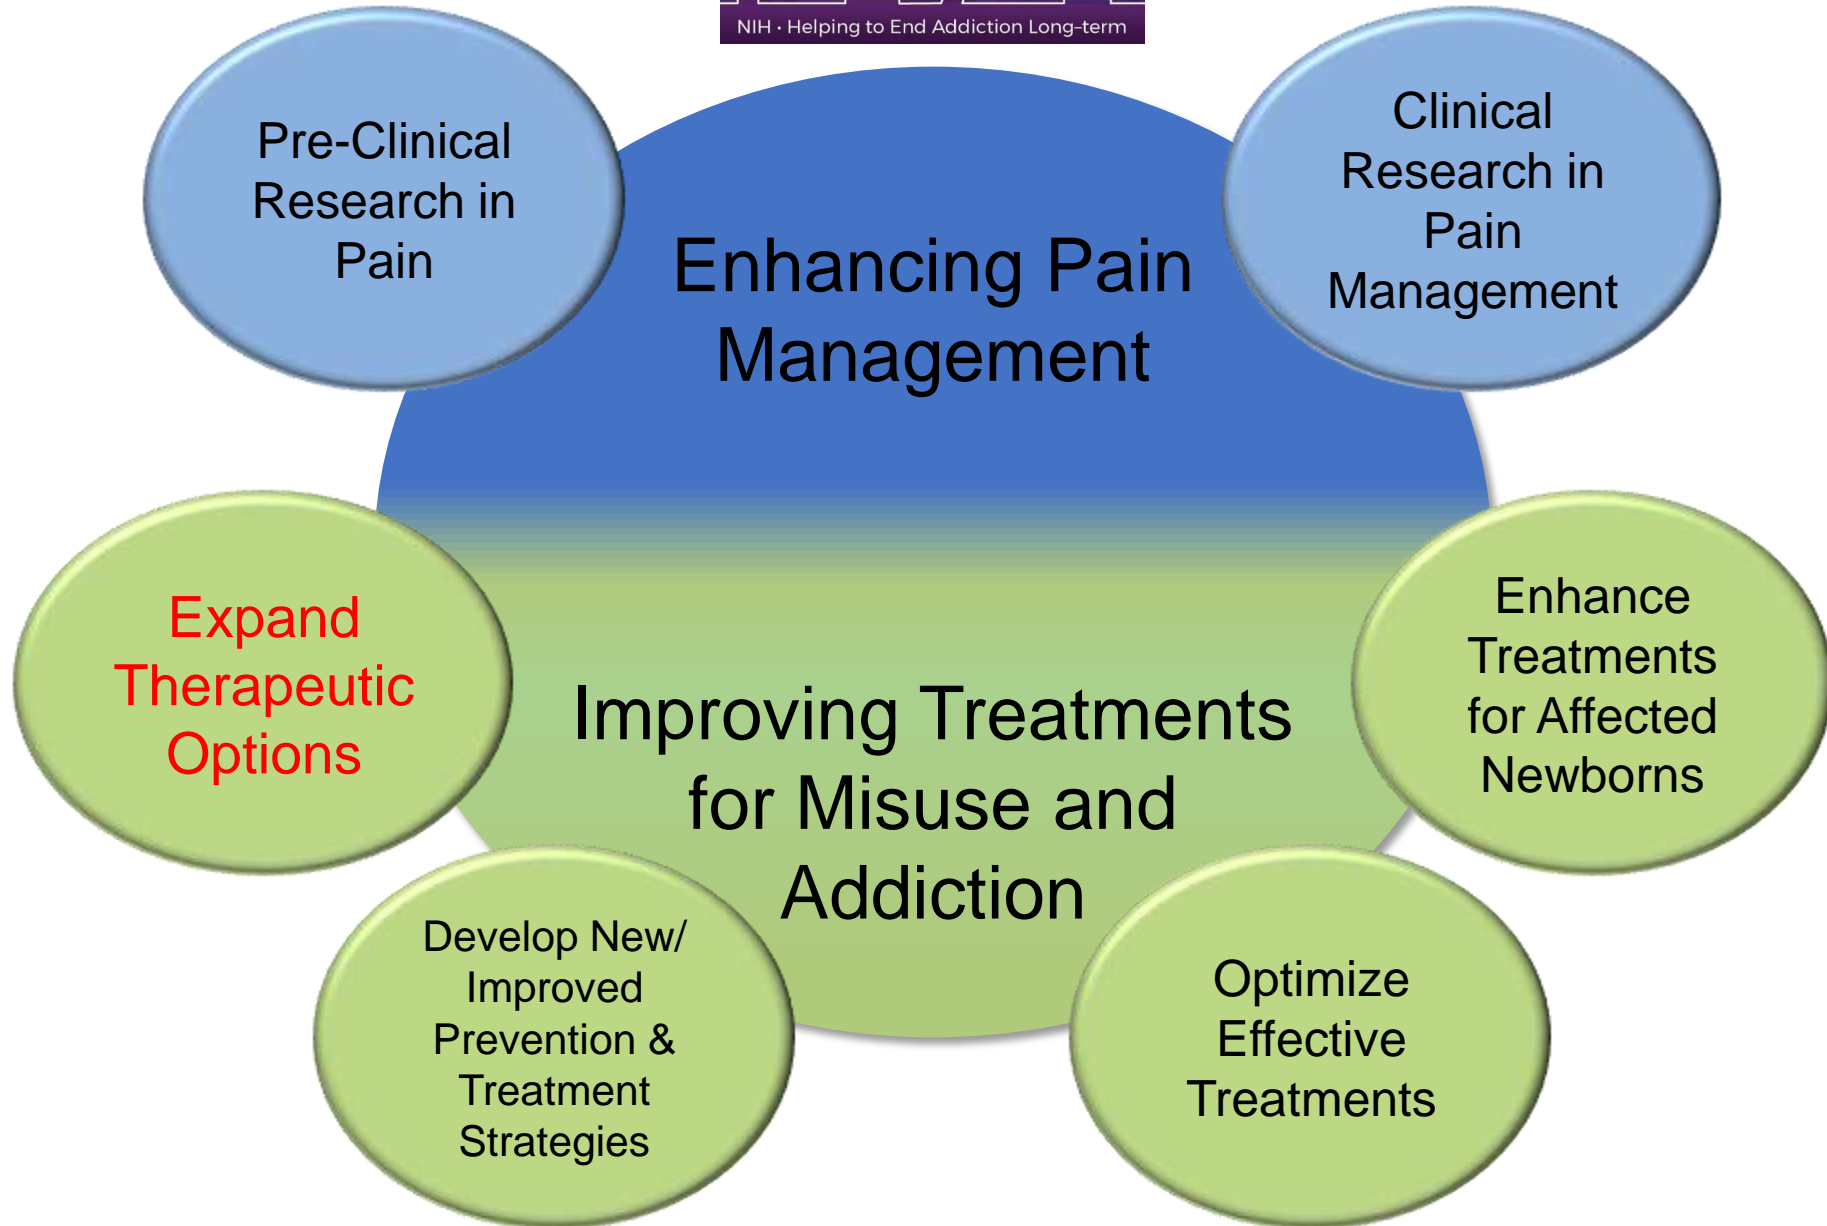 NIH • Helping to End Addiction Long-term
Pre-Clinical
Research in
Pain
Clinical
Research in
Pain
Management
Enhancing Pain
Management
Expand
Therapeutic
Options
Enhance
Treatments
for Affected
Newborns
Improving Treatments
for Misuse and
Addiction
Develop New/
Improved
Prevention &
Treatment
Strategies
Optimize
Effective
Treatments